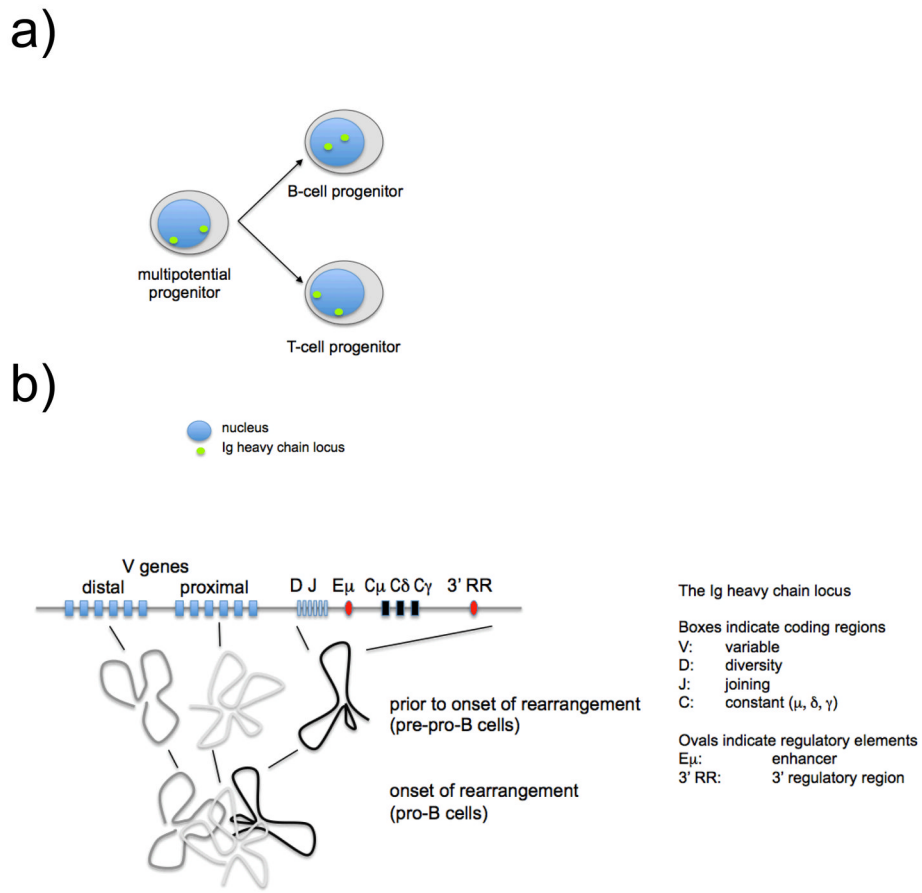 a)
B-cell progenitor
multipotential
progenitor
T-cell progenitor
b)
nucleus
Ig heavy chain locus
V genes
distal proximal D J Eμ Cμ Cδ Cγ 3' RR
prior to onset of rearrangement
(pre-pro-B cells)
onset of rearrangement
(pro-B cells)
The Ig heavy chain locus
Boxes indicate coding regions
V: variable
D: diversity
J: joining
C: constant (μ, δ, γ)
Ovals indicate regulatory elements
Eμ: enhancer
3' RR: 3' regulatory region